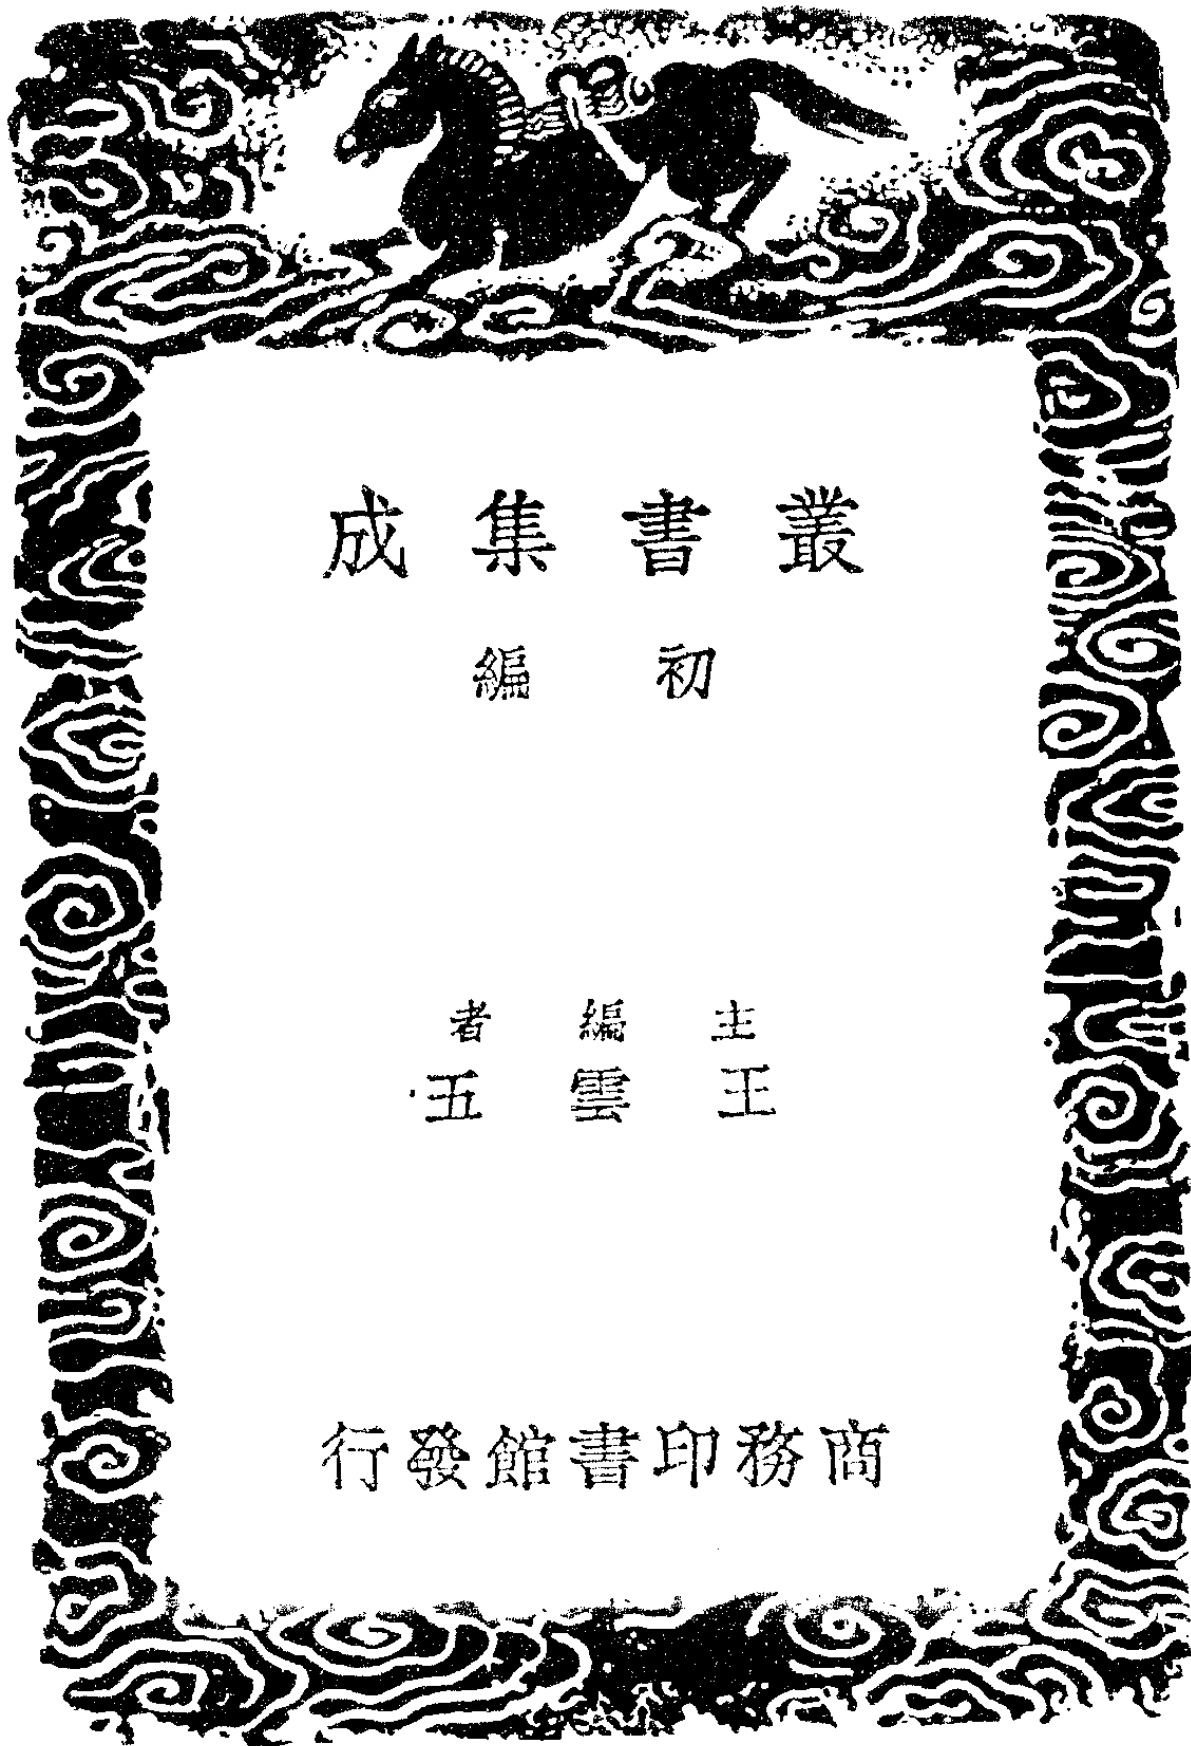 叢書集成
初編
主編者
王雲五
商務印書館發行